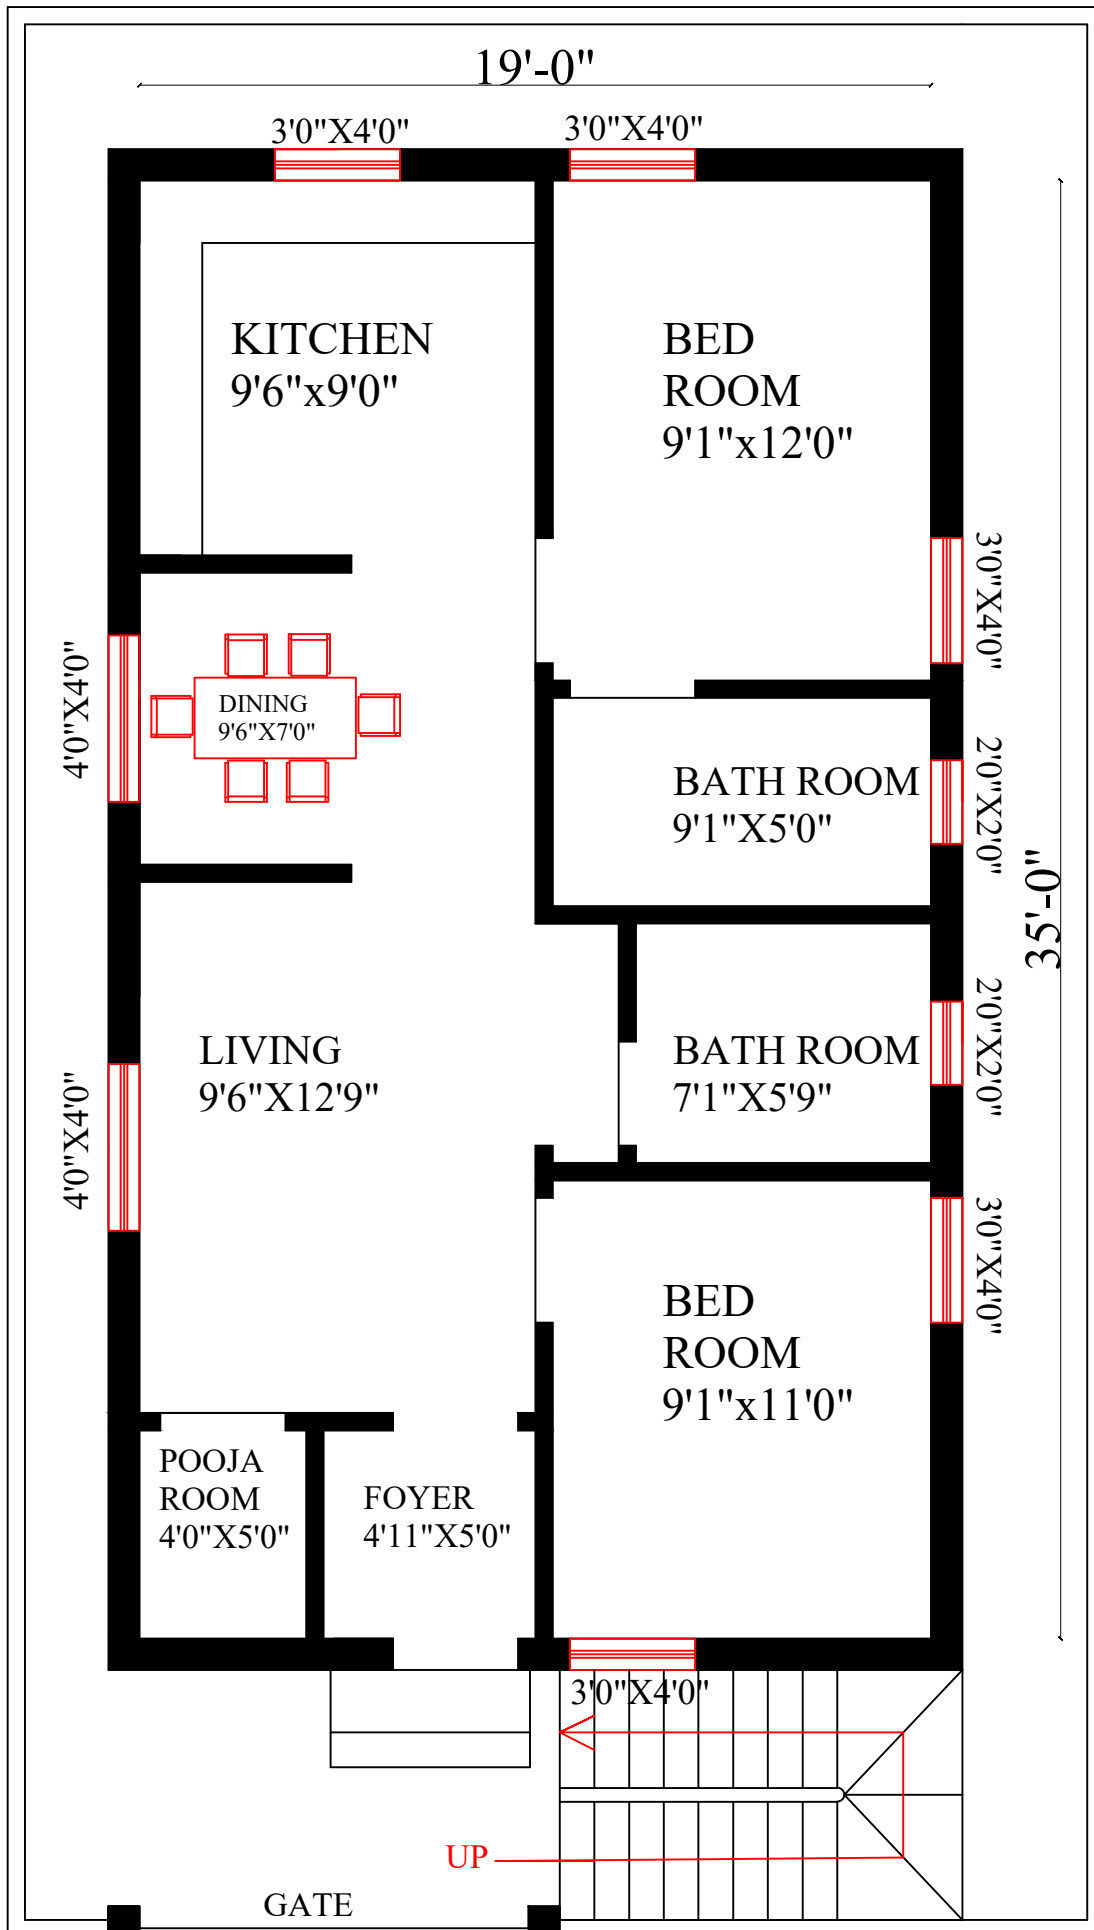 19'-0"
3'0"X4'0"
3'0"X4'0"
KITCHEN
9'6"x9'0"
BED
ROOM
9'1"x12'0"
3'0"X4'0"
4'0"X4'0"
DINING
9'6"X7'0"
BATH ROOM
9'1"X5'0"
2'0"X2'0"
35'-0"
LIVING
9'6"X12'9"
BATH ROOM
7'1"X5'9"
2'0"X2'0"
4'0"X4'0"
3'0"X4'0"
BED
ROOM
9'1"x11'0"
POOJA
ROOM
4'0"X5'0"
FOYER
4'11"X5'0"
3'0"X4'0"
UP
GATE